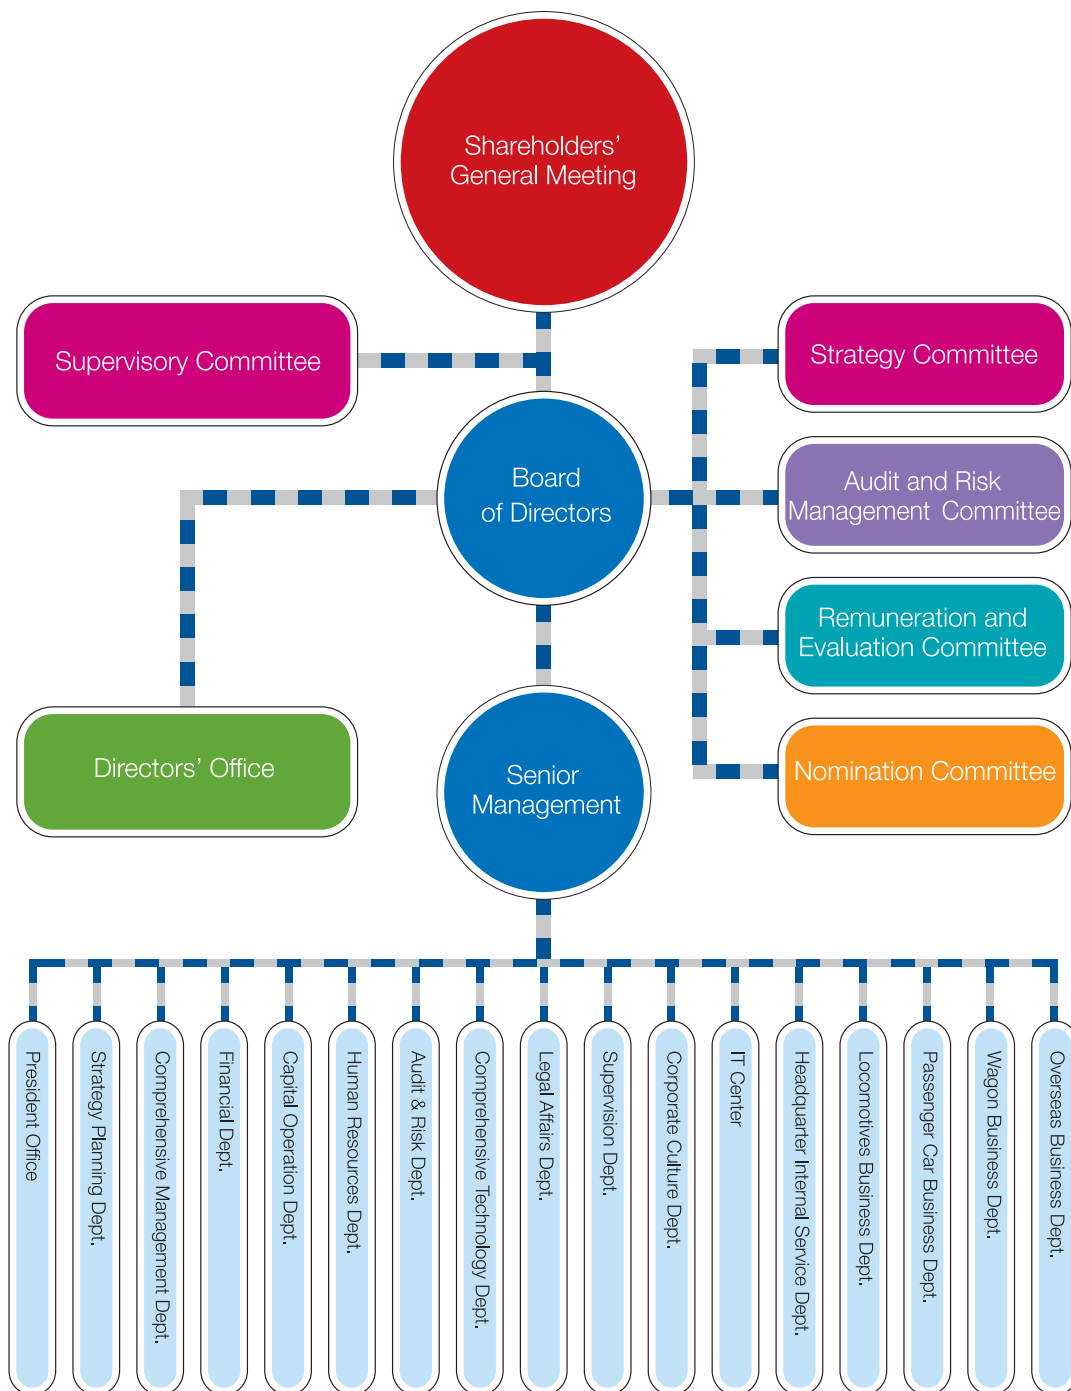 Shareholders'
General Meeting
Supervisory Committee
Strategy Committee
Board
of Directors
Audit and Risk
Management Committee
Remuneration and
Evaluation Committee
Directors' Office
Senior
Management
Nomination Committee
President Office
Strategy Planning Dept.
Comprehensive Management Dept.
Financial Dept.
Capital Operation Dept.
Human Resources Dept.
Audit & Risk Dept.
Comprehensive Technology Dept.
Legal Affairs Dept.
Supervision Dept.
Corporate Culture Dept.
IT Center
Headquarter Internal Service Dept.
Locomotives Business Dept.
Passenger Car Business Dept.
Wagon Business Dept.
Overseas Business Dept.